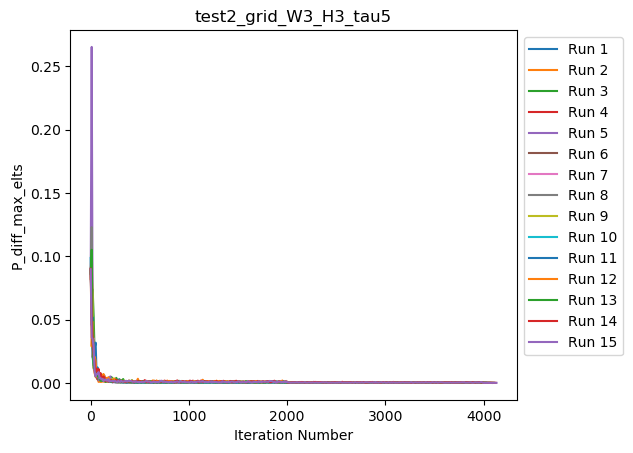 test2_grid_W3_H3_tau5
P_diff_max_elts
0.25
0.20
0.15
0.10
0.05
0.00
0
1000
2000
3000
4000
Iteration Number
Run 1
Run 2
Run 3
Run 4
Run 5
Run 6
Run 7
Run 8
Run 9
Run 10
Run 11
Run 12
Run 13
Run 14
Run 15